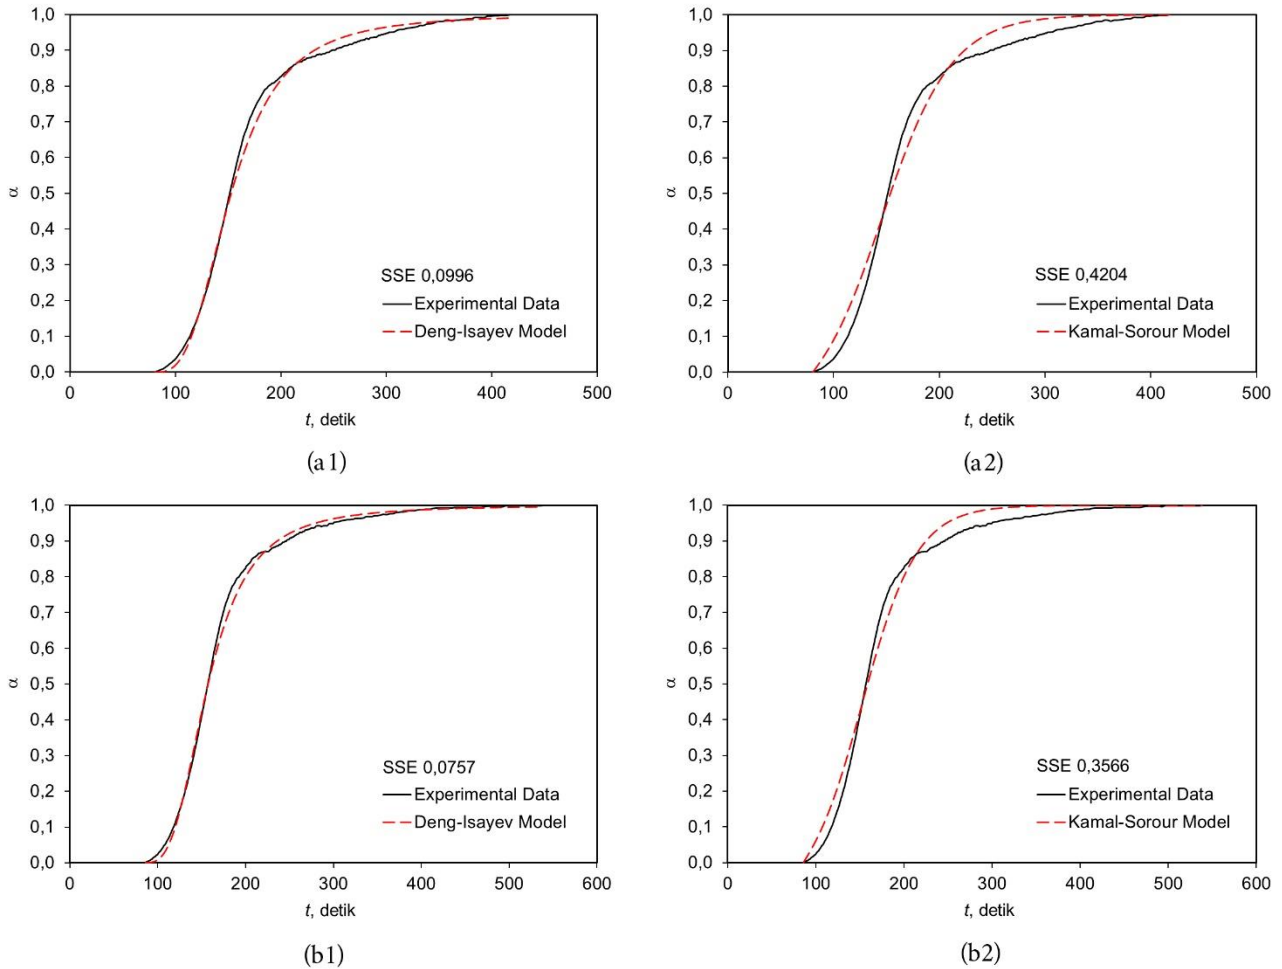 1,0
0,9
0,8
0,7
0,6
0,5
0,4
0,3
0,2
0,1
0,0
α
0 100 200 300 400 500
t, detik
SSE 0,0996
Experimental Data
Deng-Isayev Model
(a1)
1,0
0,9
0,8
0,7
0,6
0,5
0,4
0,3
0,2
0,1
0,0
α
0 100 200 300 400 500
t, detik
SSE 0,4204
Experimental Data
Kamal-Sorour Model
(a2)
1,0
0,9
0,8
0,7
0,6
0,5
0,4
0,3
0,2
0,1
0,0
α
0 100 200 300 400 500 600
t, detik
SSE 0,0757
Experimental Data
Deng-Isayev Model
(b1)
1,0
0,9
0,8
0,7
0,6
0,5
0,4
0,3
0,2
0,1
0,0
α
0 100 200 300 400 500 600
t, detik
SSE 0,3566
Experimental Data
Kamal-Sorour Model
(b2)